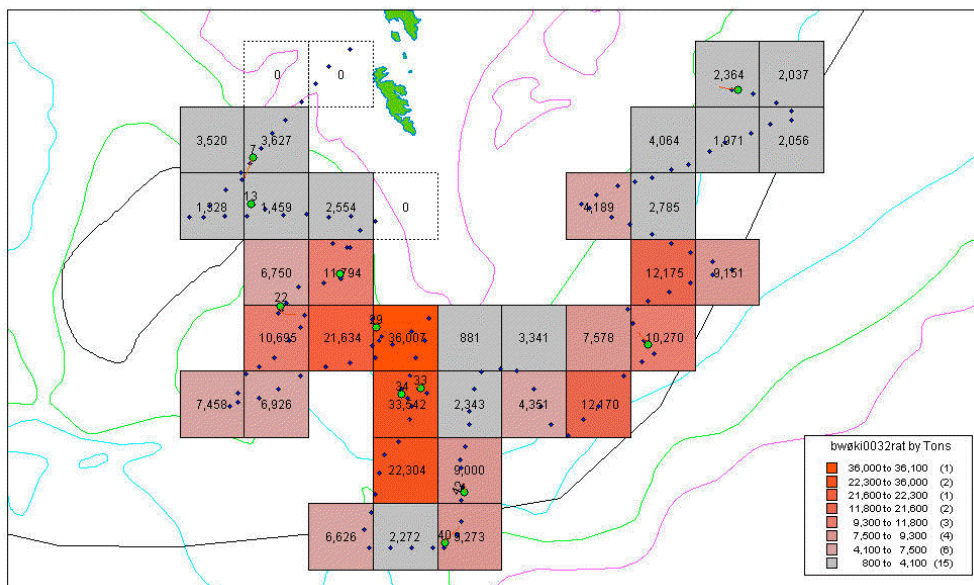 2,364 2,037
0 0
4,064 1,971 2,056
3,520 3,627
7
13
1,459 2,554 0 4,189 2,785
6,750 11,794 12,175 9,151
22
29
10,695 21,634 36,007 881 3,341 7,578 10,270
34 33
7,458 6,926 33,542 2,343 4,351 12,170
22,304 9,000
42
6,626 2,272 40 9,273
bwøki0032rat by Tons
36,000 to 36,100 (1)
22,300 to 36,000 (2)
21,600 to 22,300 (1)
11,800 to 21,600 (2)
9,300 to 11,800 (3)
7,500 to 9,300 (4)
4,100 to 7,500 (6)
800 to 4,100 (15)